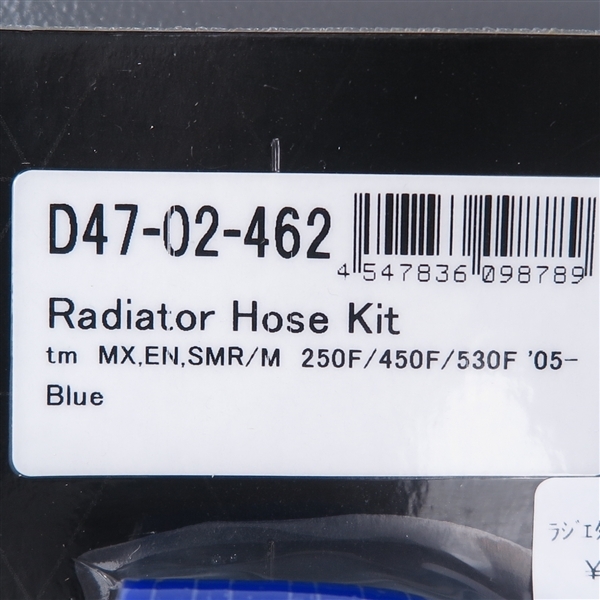 D47-02-462
4 547836 098789
Radiator Hose Kit
tm MX,EN,SMR/M 250F/450F/530F '05-
Blue
ﾗｼﾞｴﾀ
¥